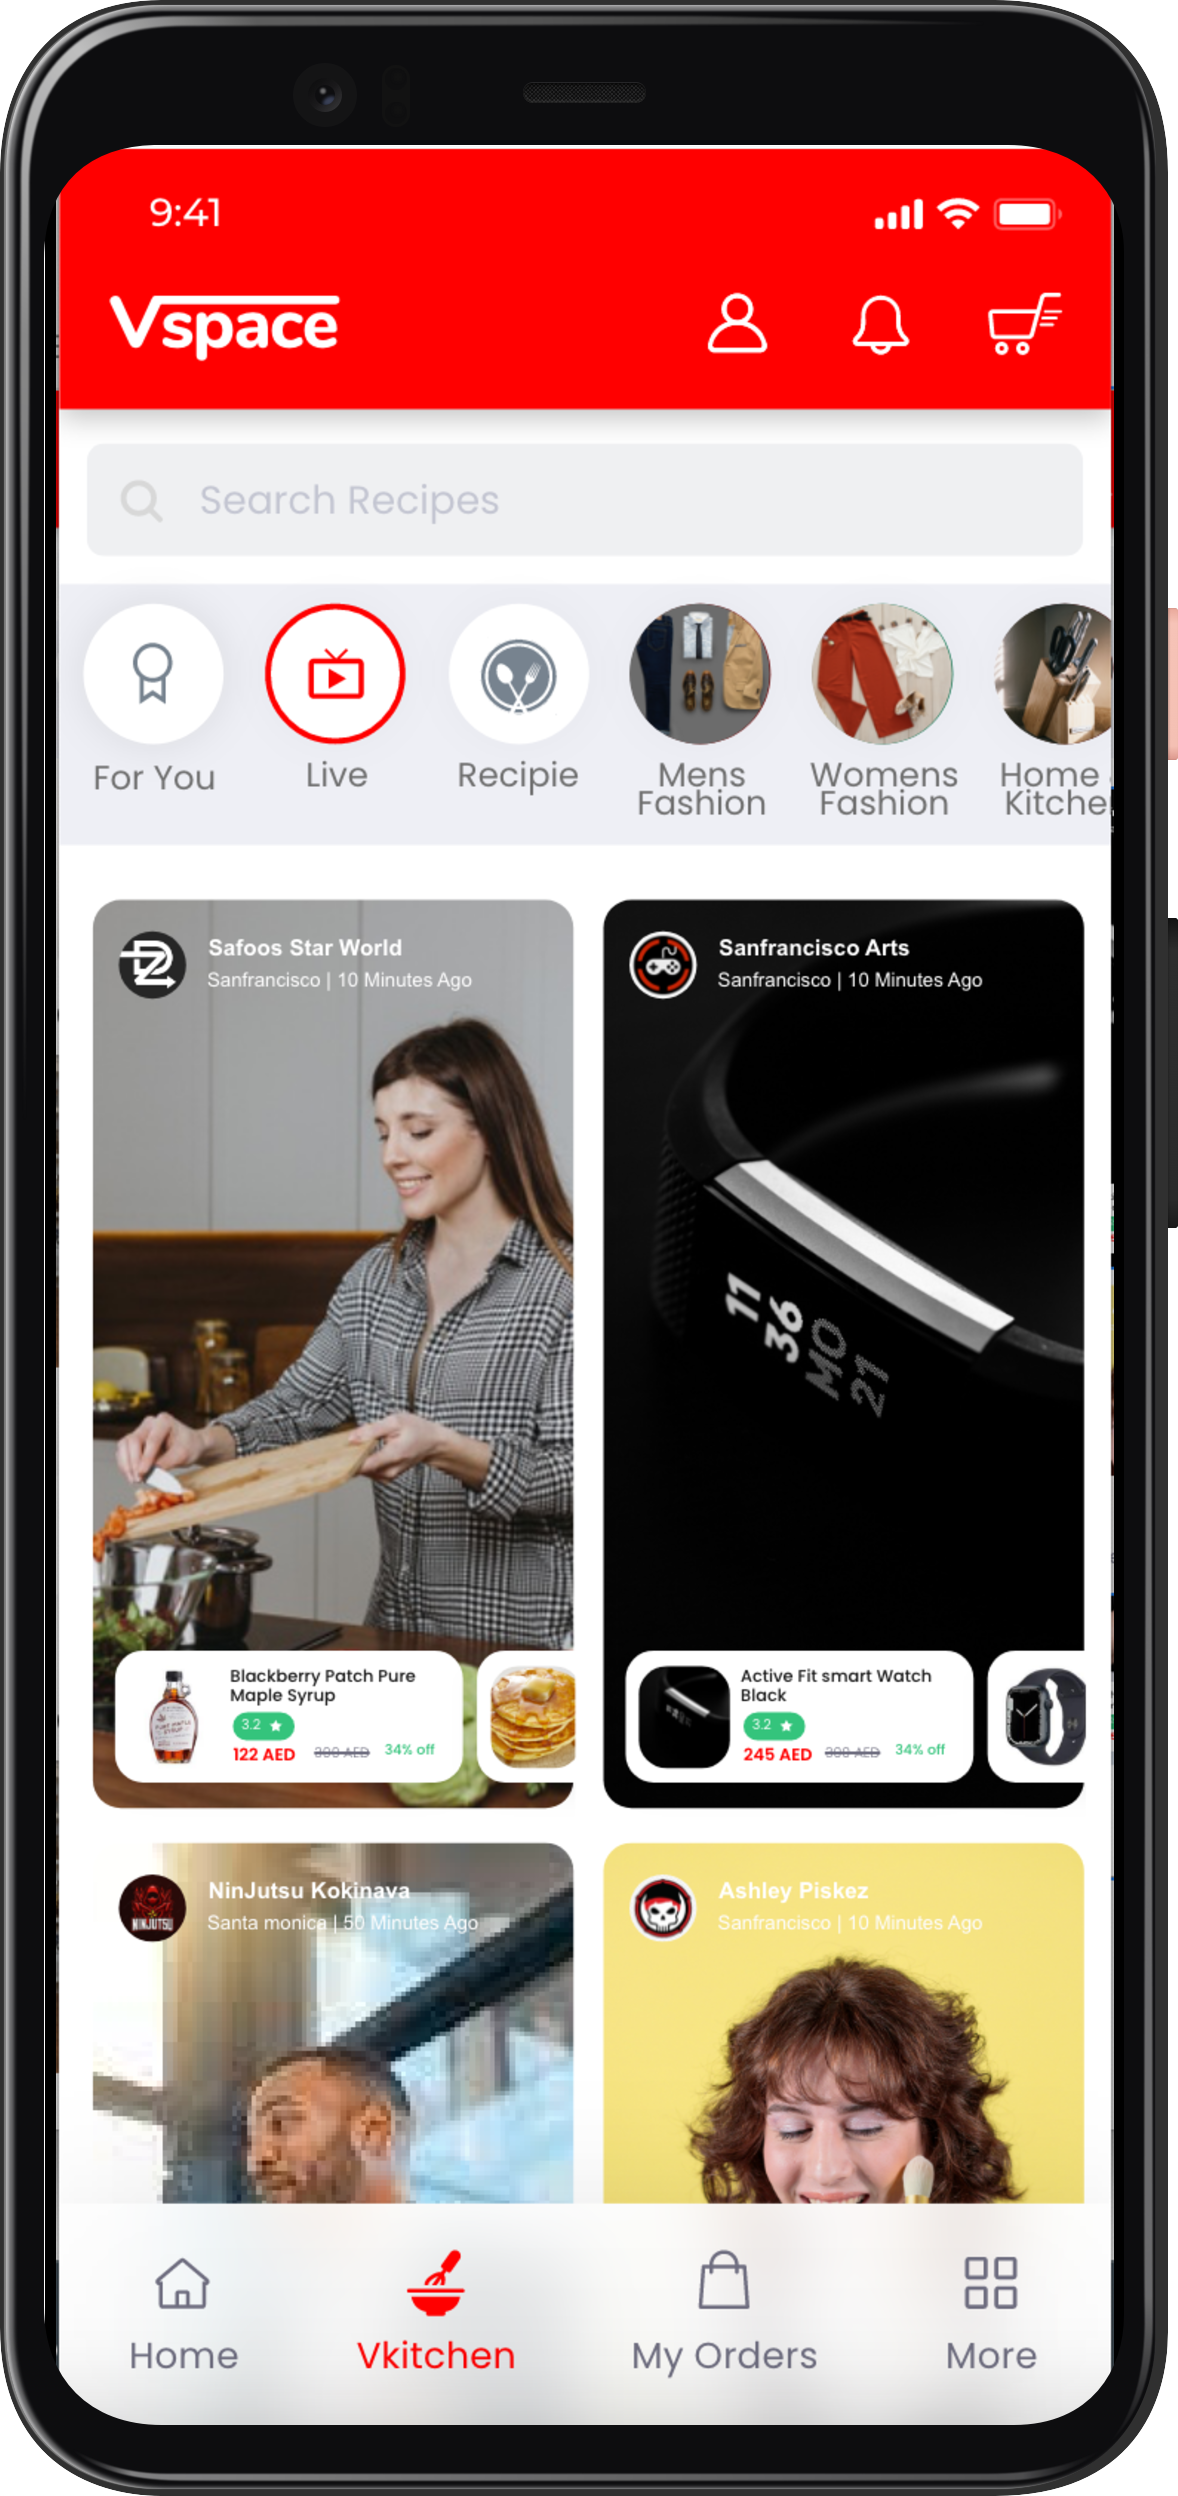 9:41
Vspace
Search Recipes
For You
Live
Recipie
Mens
Fashion
Womens
Fashion
Home
Kitche
Safoos Star World
Sanfrancisco | 10 Minutes Ago
Sanfrancisco Arts
Sanfrancisco | 10 Minutes Ago
11
36
MO
21
Blackberry Patch Pure
Maple Syrup
3.2
122 AED 300 AED 34% off
Active Fit smart Watch
Black
3.2
245 AED 300 AED 34% off
NinJutsu Kokinava
Santa monica | 50 Minutes Ago
NINJUTSU
Ashley Piskez
Sanfrancisco | 10 Minutes Ago
Home
Vkitchen
My Orders
More